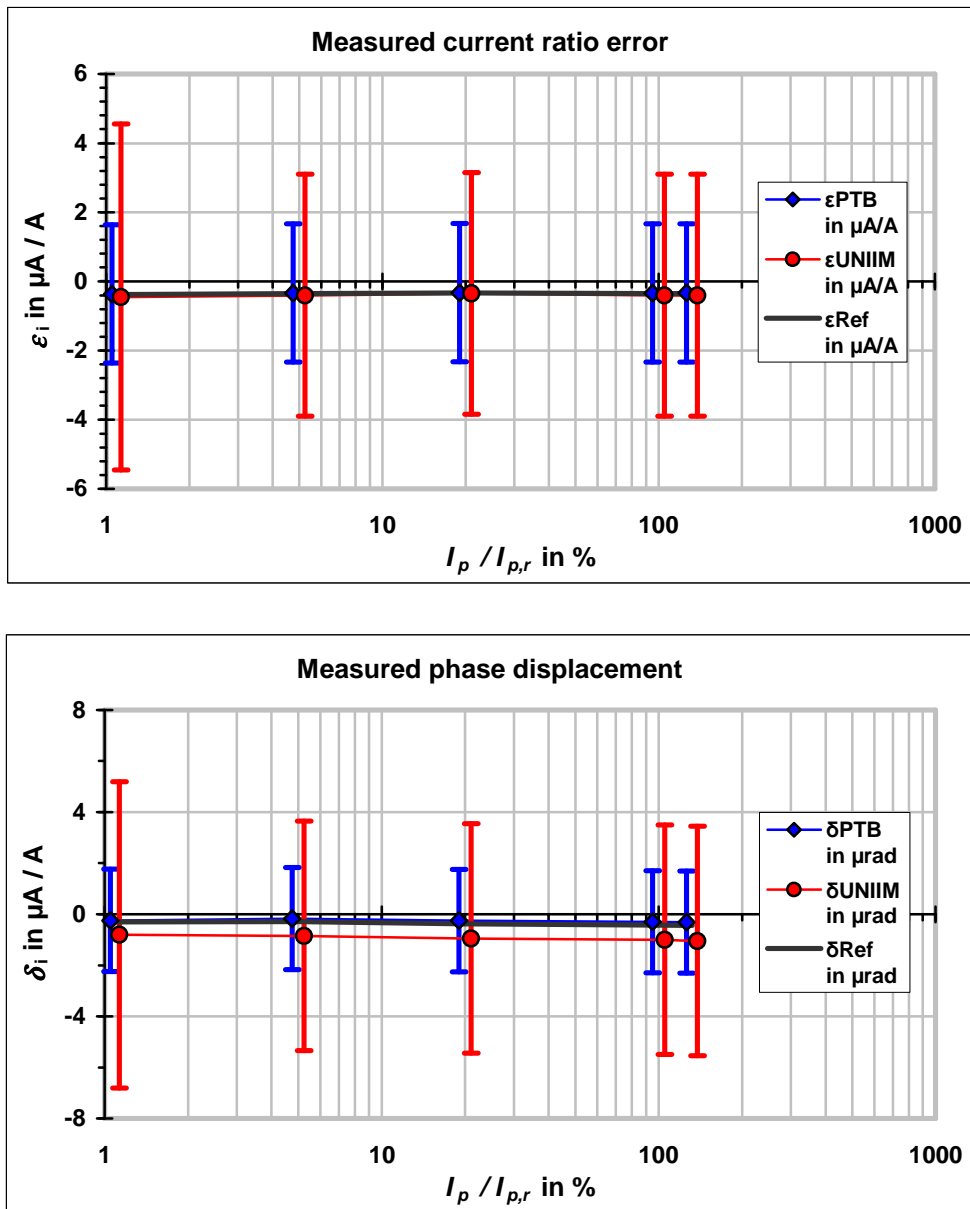 Measured current ratio error
6
4
2
0
-2
-4
-6
εi in µA / A
1
10
100
1000
Ip / Ip,r in %
εPTB
in µA/A
εUNIIM
in µA/A
εRef
in µA/A
Measured phase displacement
8
4
0
-4
-8
δi in µA / A
1
10
100
1000
Ip / Ip,r in %
δPTB
in µrad
δUNIIM
in µrad
δRef
in µrad